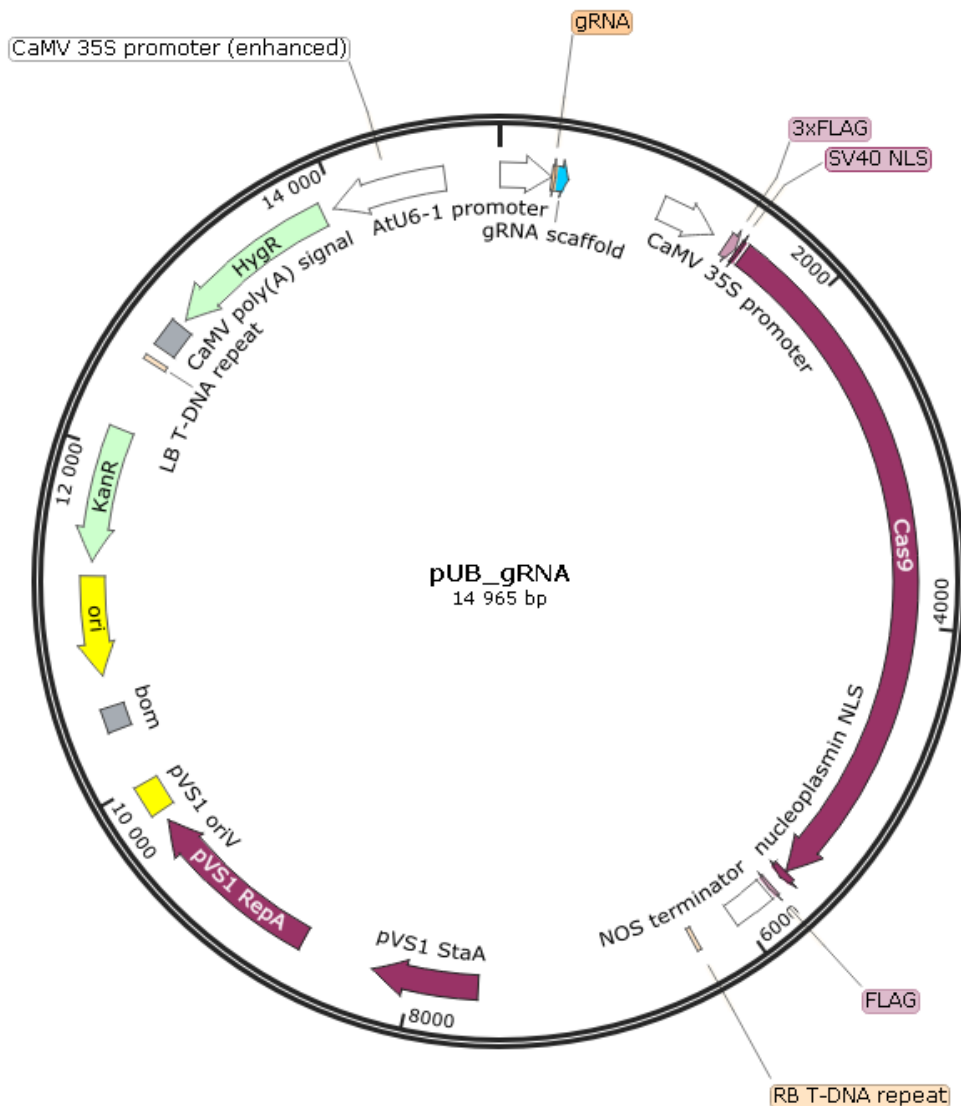 gRNA
CaMV 35S promoter (enhanced)
3xFLAG
SV40 NLS
14 000
AtU6-1 promoter
gRNA scaffold
HygR
CaMV 35S promoter
2000
CaMV poly(A) signal
LB T-DNA repeat
12 000
KanR
Cas9
pUB_gRNA
14 965 bp
ori
4000
bom
nucleoplasmin NLS
pVS1 oriV
10 000
pVS1 RepA
NOS terminator
600
pVS1 StaA
FLAG
8000
RB T-DNA repeat